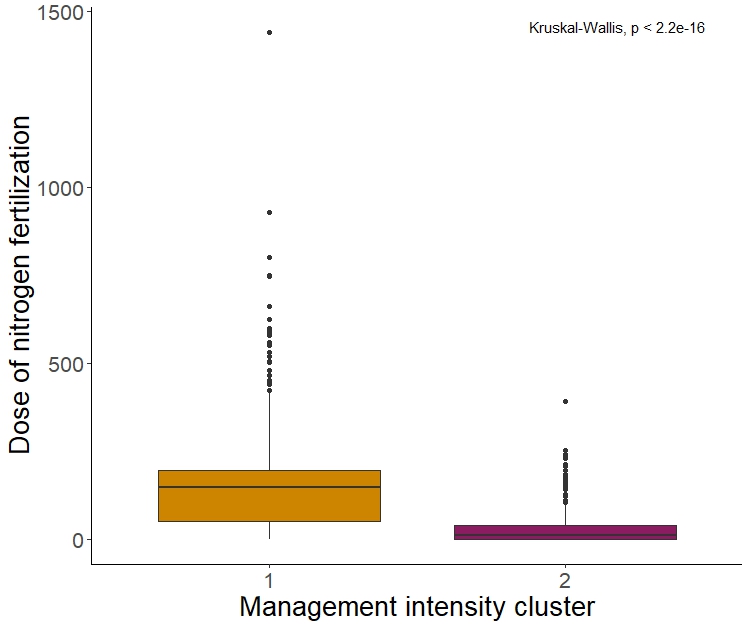 1500
Kruskal-Wallis, p < 2.2e-16
1000
500
0
Dose of nitrogen fertilization
1 2
Management intensity cluster